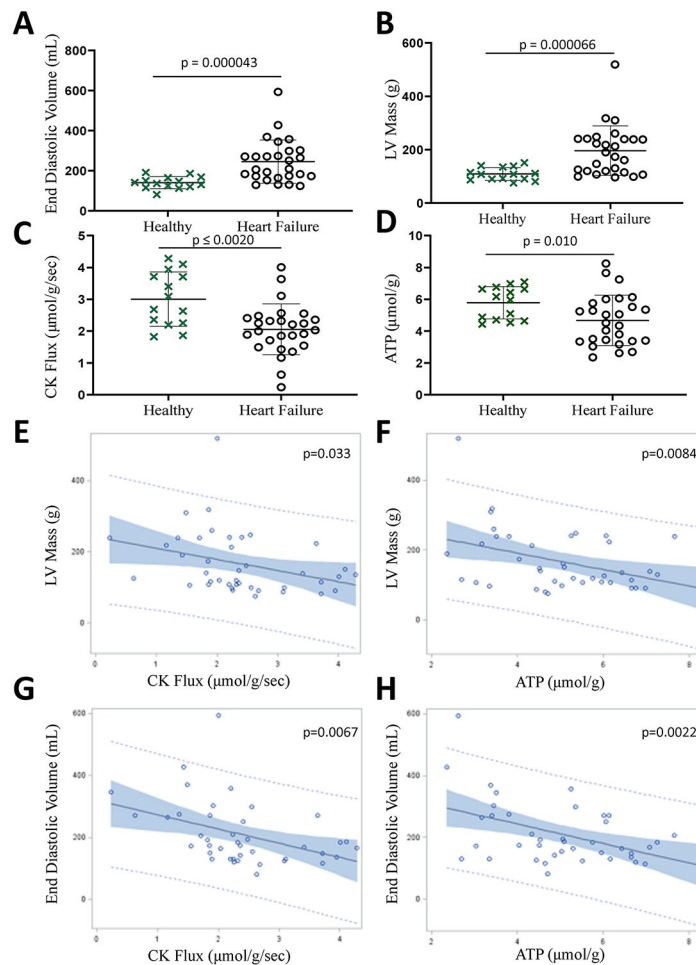 A
B
End Diastolic Volume (mL)
800
600
400
200
0
p = 0.000043
Healthy
Heart Failure
LV Mass (g)
600
400
200
0
p = 0.000066
Healthy
Heart Failure
C
D
CK Flux (μmol/g/sec)
5
4
3
2
1
0
p ≤ 0.0020
Healthy
Heart Failure
ATP (μmol/g)
10
8
6
4
2
0
p = 0.010
Healthy
Heart Failure
E
F
LV Mass (g)
400
200
0
p=0.033
0
1
2
3
4
CK Flux (μmol/g/sec)
LV Mass (g)
400
200
0
p=0.0084
2
4
6
8
ATP (μmol/g)
G
H
End Diastolic Volume (mL)
600
400
200
0
p=0.0067
0
1
2
3
4
CK Flux (μmol/g/sec)
End Diastolic Volume (mL)
600
400
200
0
p=0.0022
2
4
6
8
ATP (μmol/g)